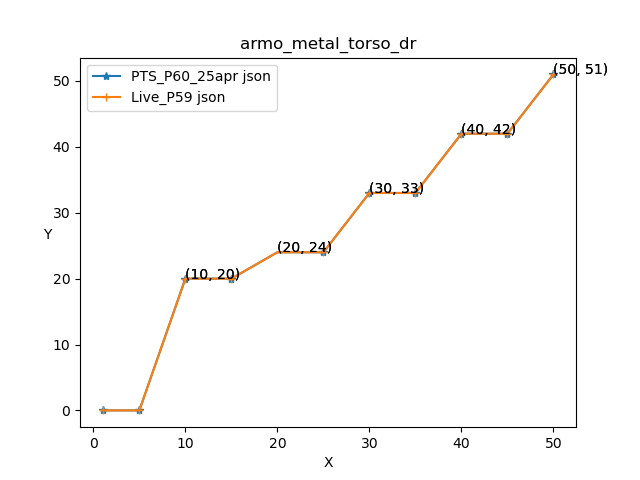 armo_metal_torso_dr
PTS_P60_25apr json
Live_P59 json
(50, 51)
(40, 42)
(30, 33)
(20, 24)
(10, 20)
50
40
30
20
10
0
Y
0 10 20 30 40 50
X